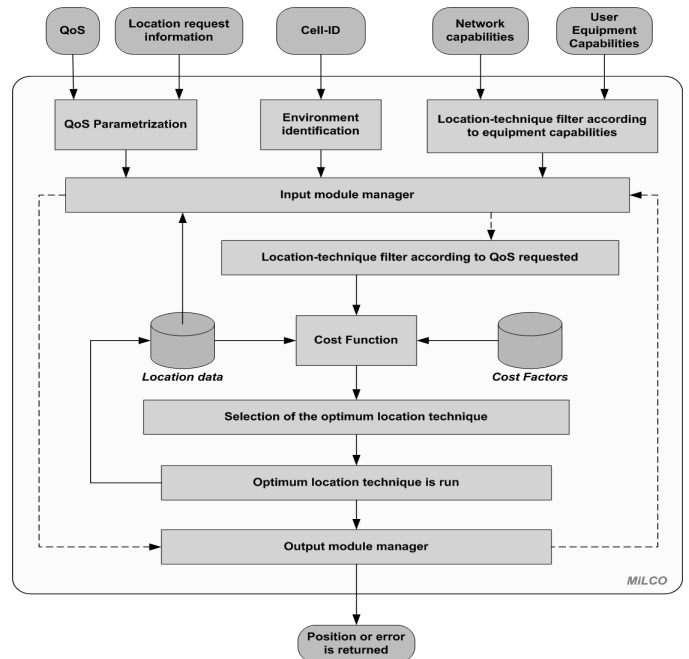 QoS
Location request
information
Cell-ID
Network
capabilities
User
Equipment
Capabilities
QoS Parametrization
Environment
identification
Location-technique filter according
to equipment capabilities
Input module manager
Location-technique filter according to QoS requested
Cost Function
Location data
Cost Factors
Selection of the optimum location technique
Optimum location technique is run
Output module manager
MiLCO
Position or error
is returned